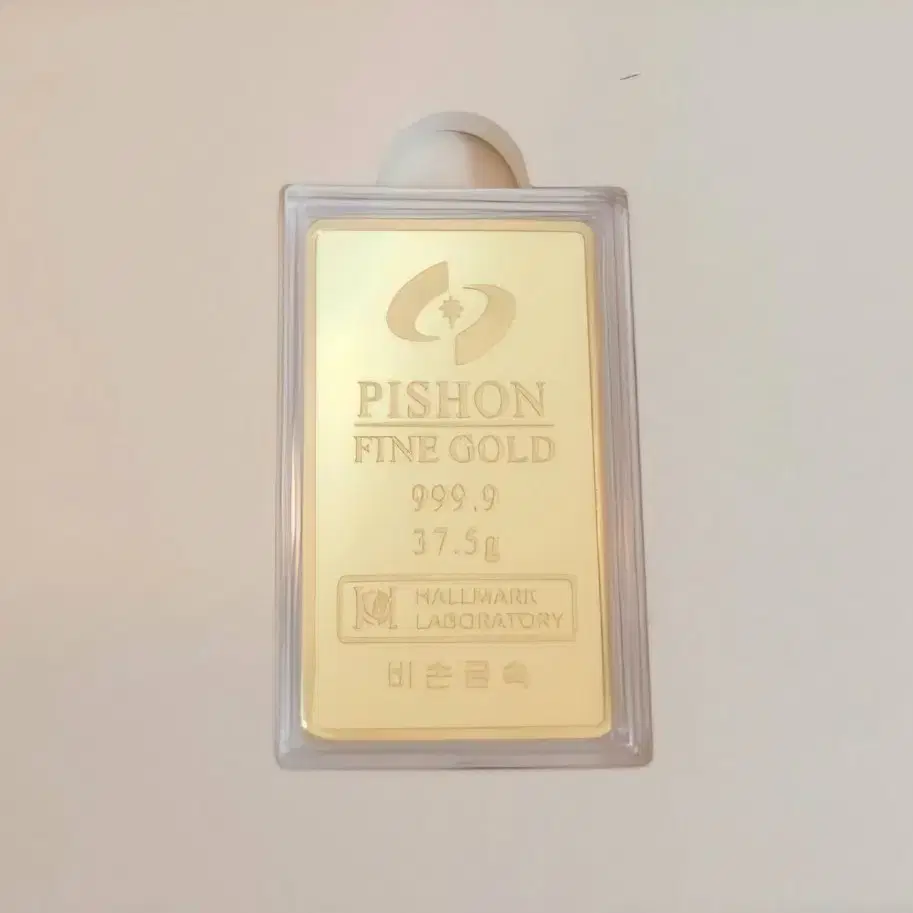 PISHON
FINE GOLD
999.9
37.5g
HALLMARK
LABORATORY
비손금속